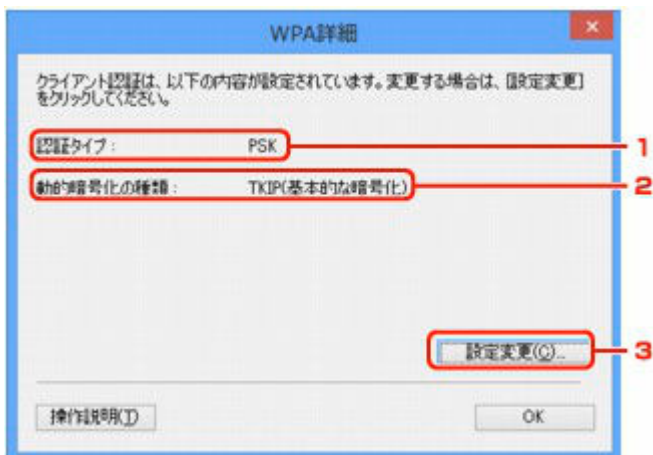 WPA詳細
クライアント認証は、以下の内容が設定されています。変更する場合は、[設定変更]
をクリックしてください。
認証タイプ: PSK 1
動的暗号化の種類: TKIP(基本的な暗号化) 2
設定変更(C)... 3
操作説明(T) OK